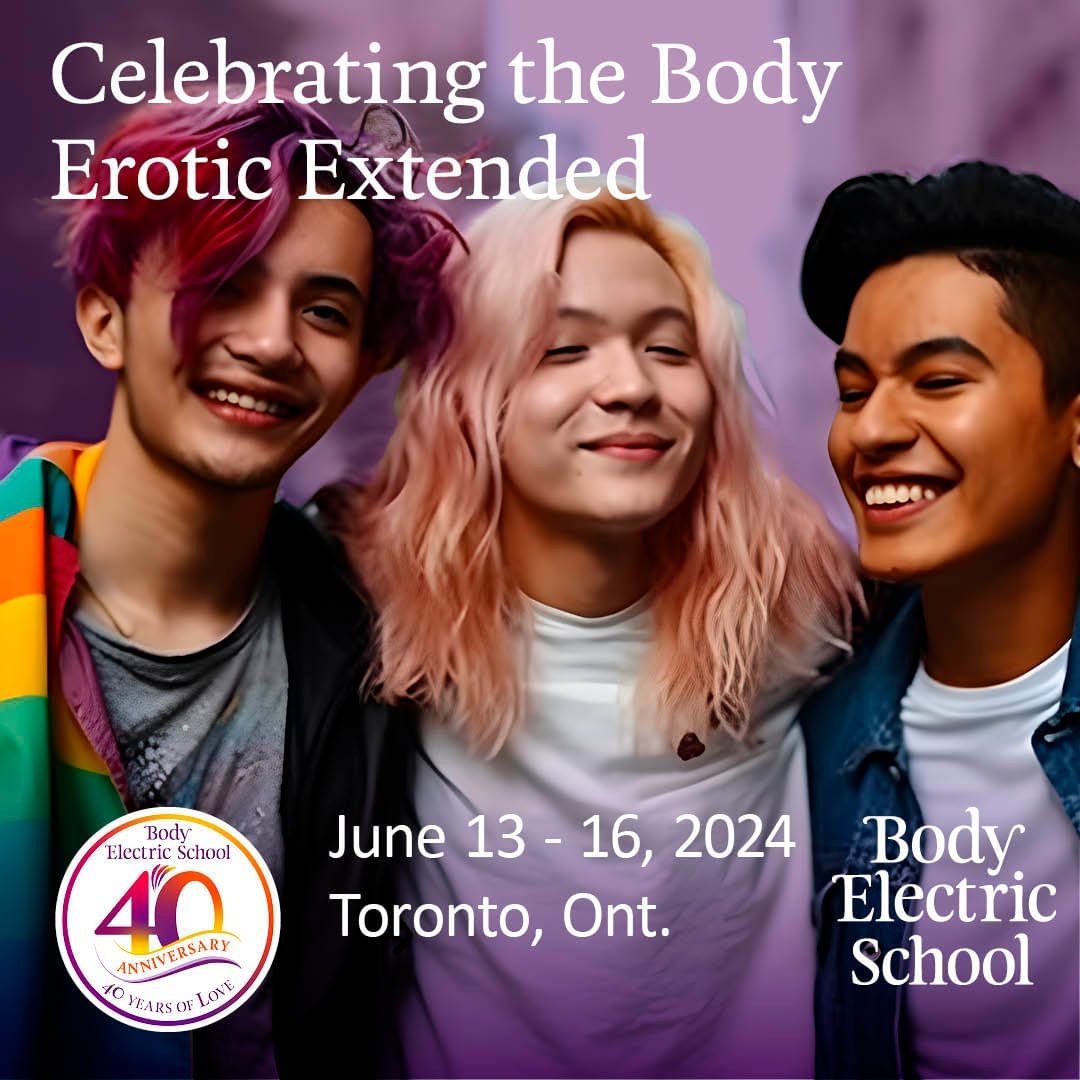 Celebrating the Body
Erotic Extended
Body
Electric School
40
ANNIVERSARY
40 YEARS OF LOVE
June 13 - 16, 2024
Toronto, Ont.
Body
Electric
School